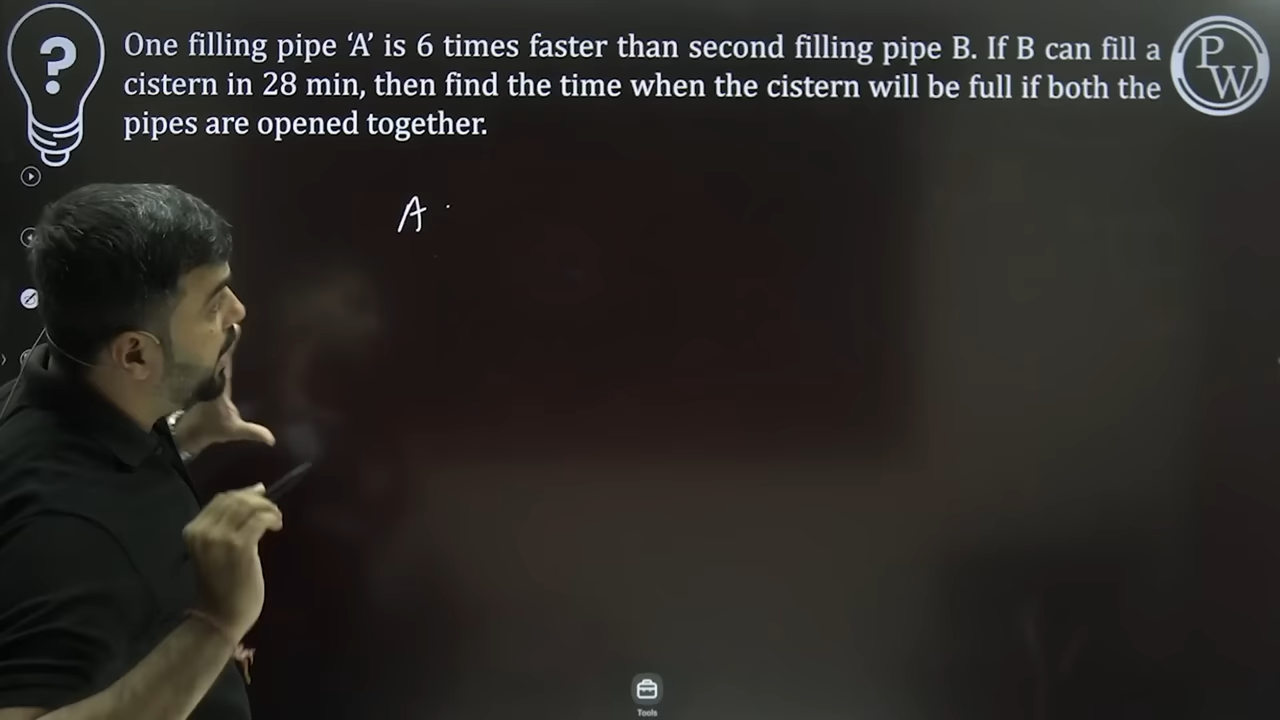 ?
One filling pipe ‘A’ is 6 times faster than second filling pipe B. If B can fill a
cistern in 28 min, then find the time when the cistern will be full if both the
pipes are opened together.
P
W
A
Tools